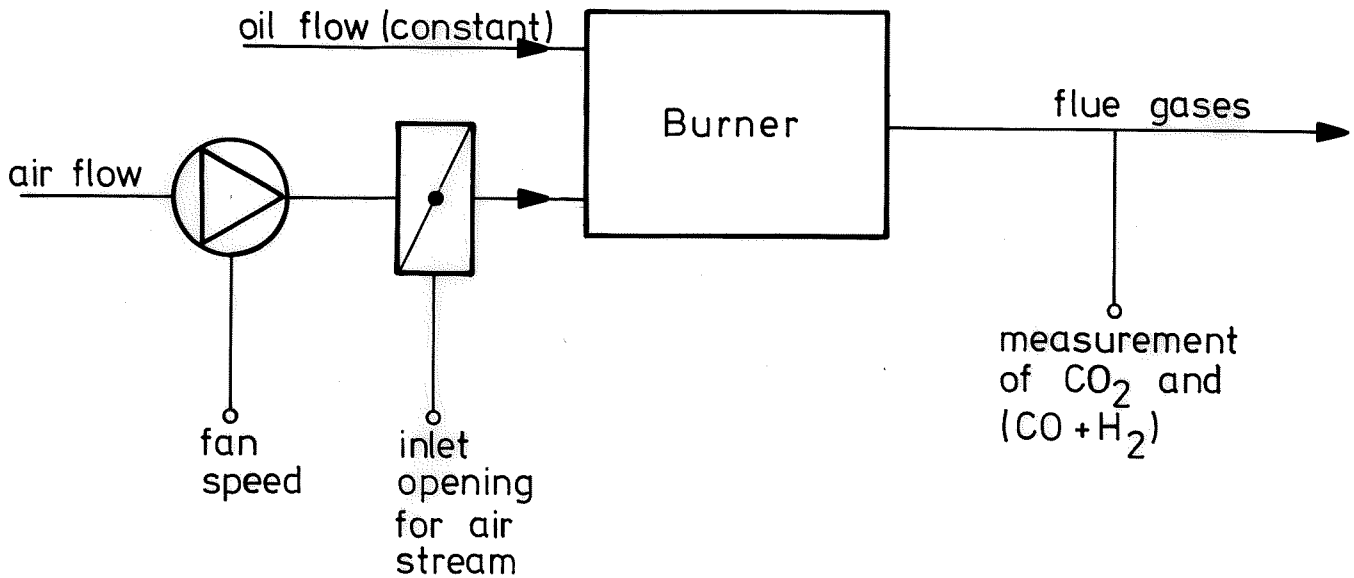 oil flow (constant)
Burner
flue gases
air flow
measurement
of CO₂ and
(CO + H₂)
fan
speed
inlet
opening
for air
stream